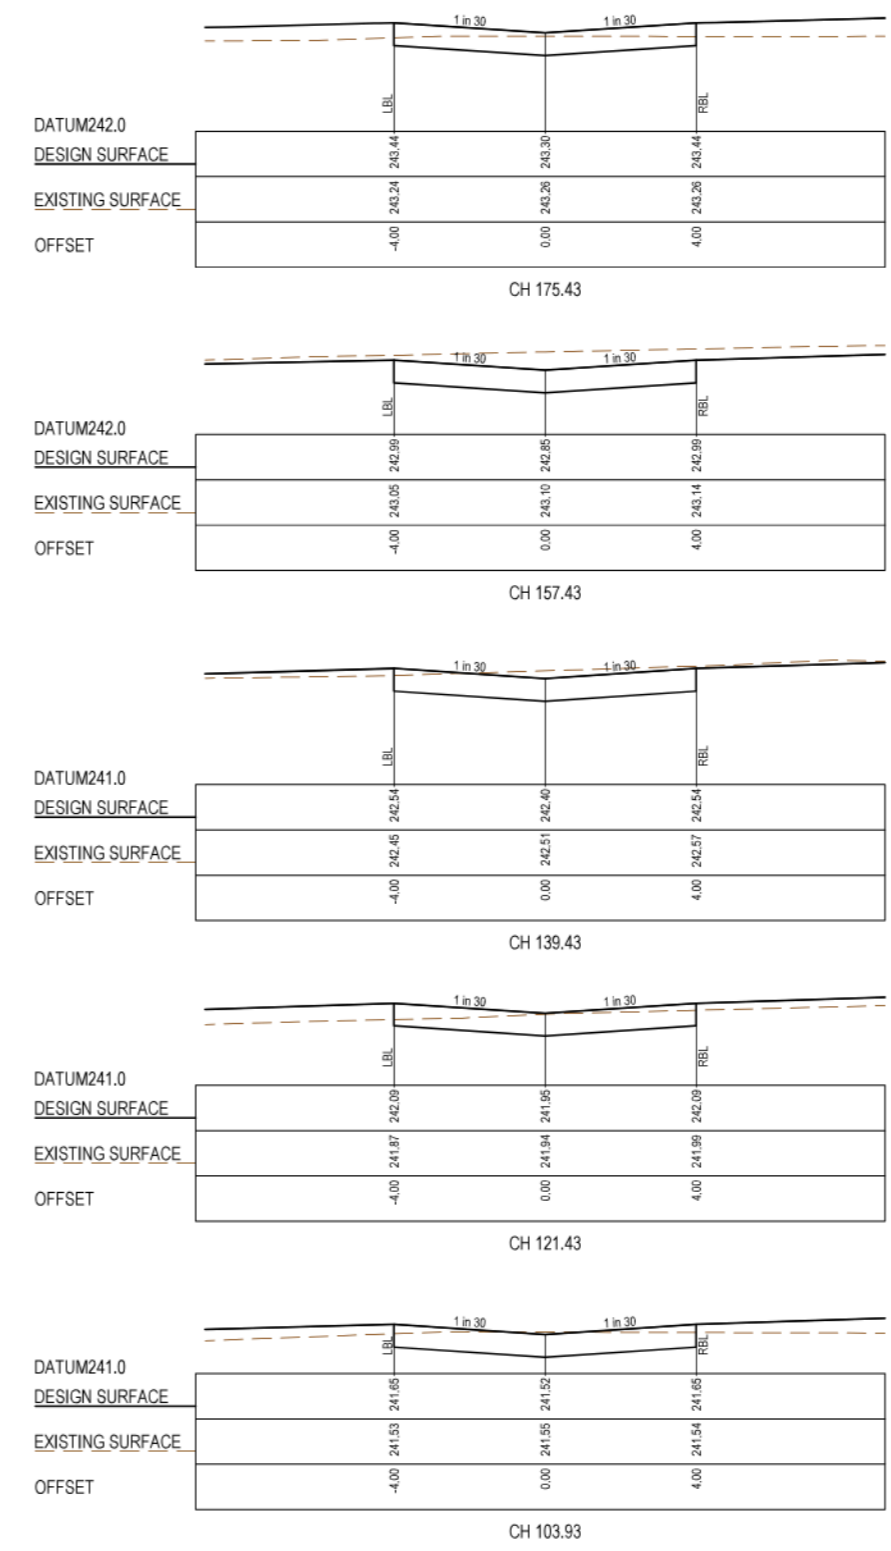 1 in 30 1 in 30
LBL RBL
DATUM242.0
DESIGN SURFACE 243.44 243.30 243.44
EXISTING SURFACE 243.24 243.26 243.26
OFFSET -4.00 0.00 4.00
CH 175.43
1 in 30 1 in 30
LBL RBL
DATUM242.0
DESIGN SURFACE 242.99 242.85 242.99
EXISTING SURFACE 243.05 243.10 243.14
OFFSET -4.00 0.00 4.00
CH 157.43
1 in 30 1 in 30
LBL RBL
DATUM241.0
DESIGN SURFACE 242.54 242.40 242.54
EXISTING SURFACE 242.45 242.51 242.57
OFFSET -4.00 0.00 4.00
CH 139.43
1 in 30 1 in 30
LBL RBL
DATUM241.0
DESIGN SURFACE 242.09 241.95 242.09
EXISTING SURFACE 241.87 241.94 241.99
OFFSET -4.00 0.00 4.00
CH 121.43
1 in 30 1 in 30
LBL RBL
DATUM241.0
DESIGN SURFACE 241.65 241.52 241.65
EXISTING SURFACE 241.53 241.55 241.54
OFFSET -4.00 0.00 4.00
CH 103.93